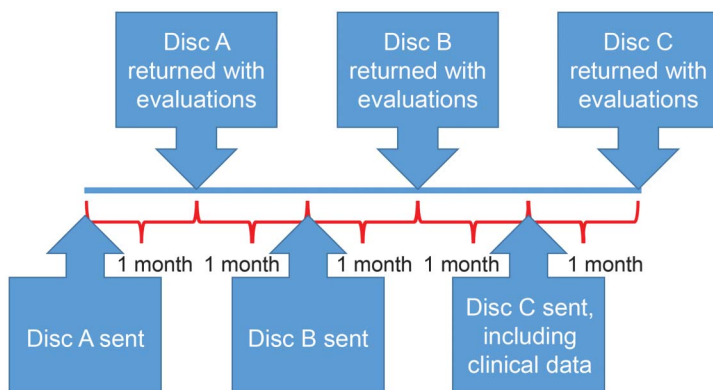 Disc A
returned with
evaluations
Disc B
returned with
evaluations
Disc C
returned with
evaluations
1 month
1 month
1 month
1 month
1 month
Disc A sent
Disc B sent
Disc C sent,
including
clinical data